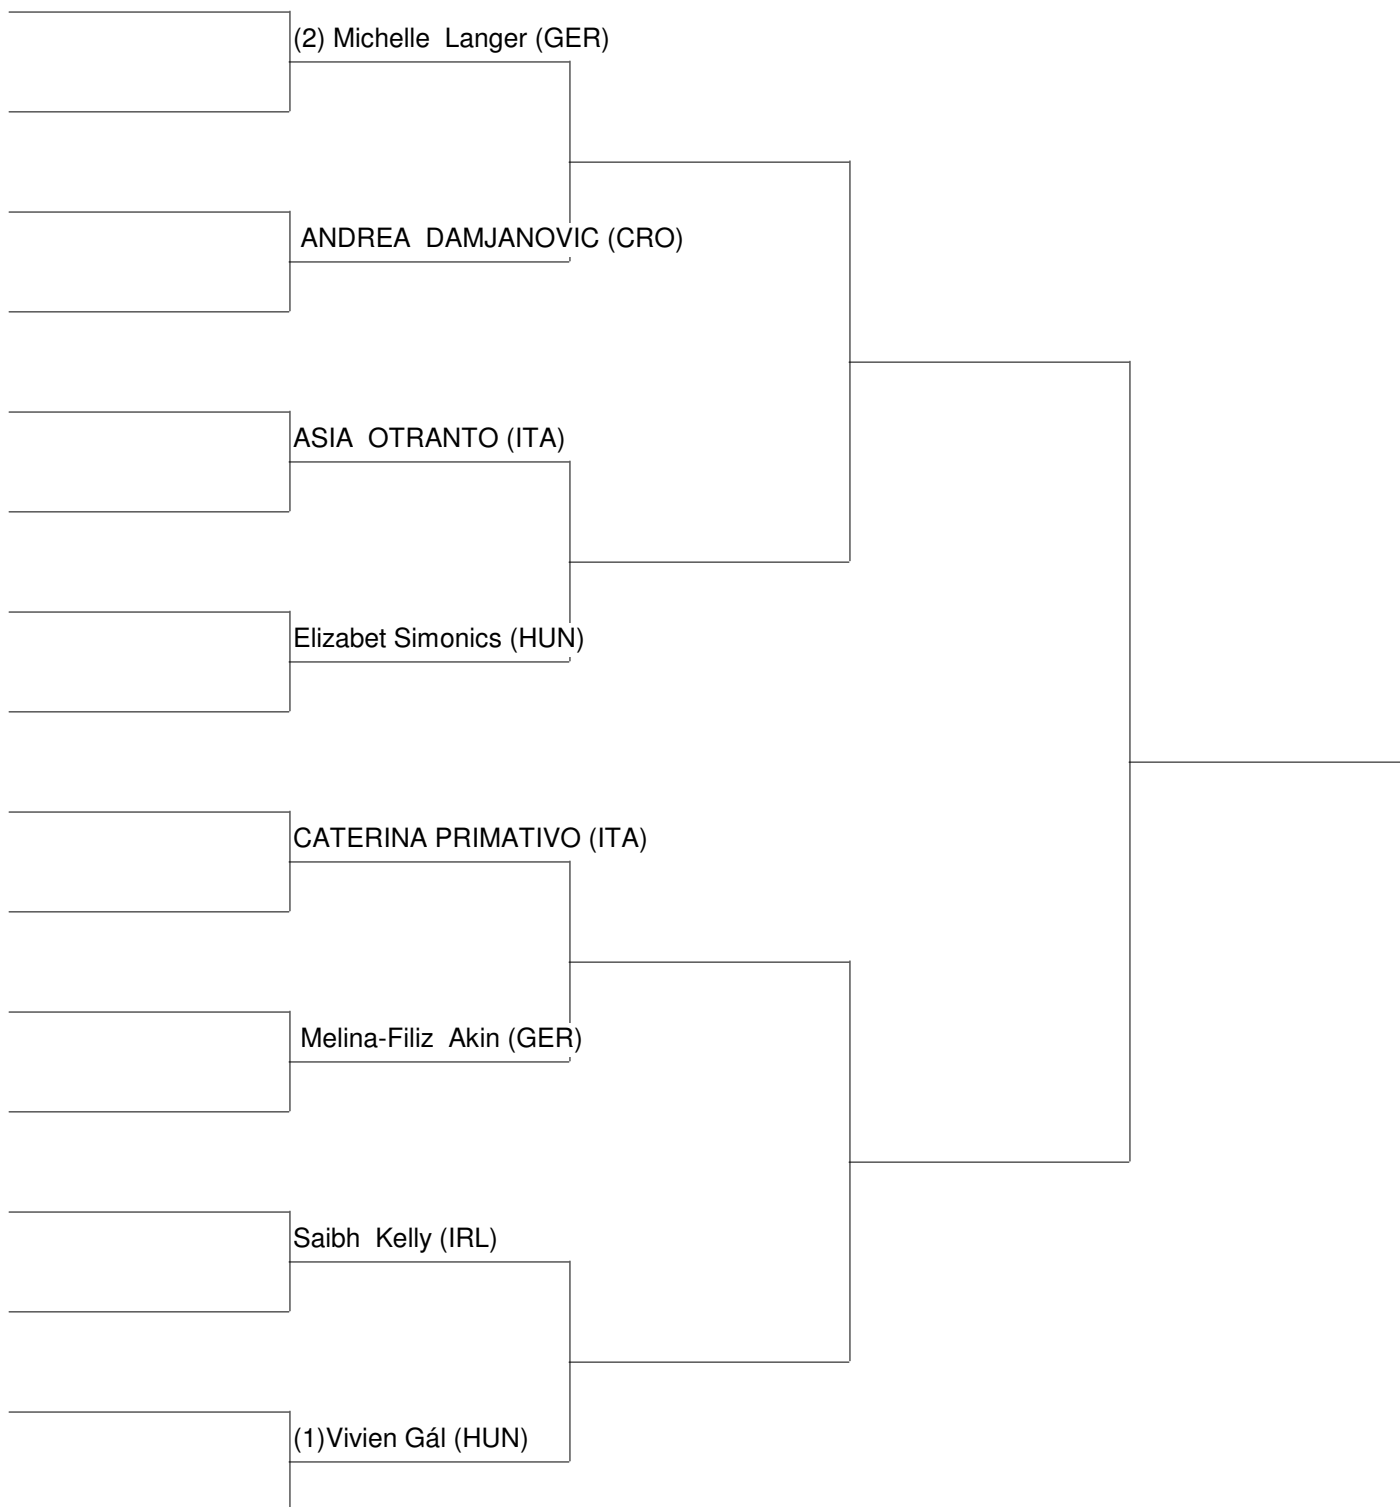 (2) Michelle  Langer (GER)
ANDREA  DAMJANOVIC (CRO)
ASIA  OTRANTO (ITA)
Elizabet Simonics (HUN)
CATERINA PRIMATIVO (ITA)
Melina-Filiz  Akin (GER)
Saibh  Kelly (IRL)
(1)Vivien Gál (HUN)